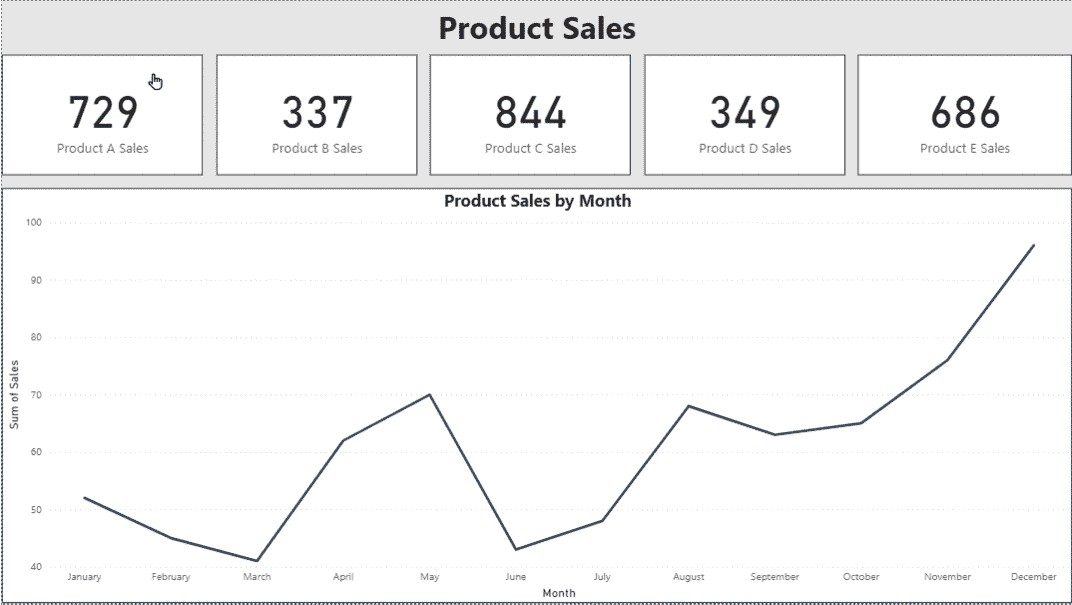 Product Sales
729
Product A Sales
337
Product B Sales
844
Product C Sales
349
Product D Sales
686
Product E Sales
Product Sales by Month
Sum of Sales
100
90
80
70
60
50
40
January February March April May June July August September October November December
Month